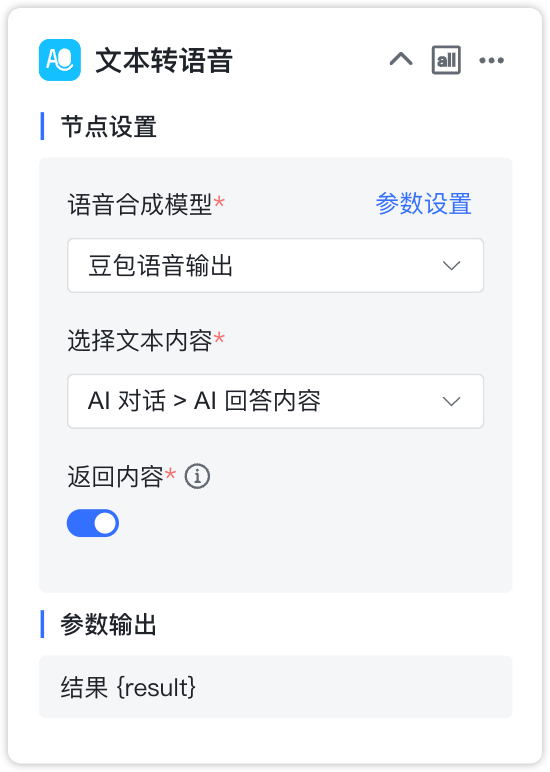 文本转语音
all
节点设置
语音合成模型* 参数设置
豆包语音输出
选择文本内容*
AI 对话 > AI 回答内容
返回内容*
参数输出
结果 {result}